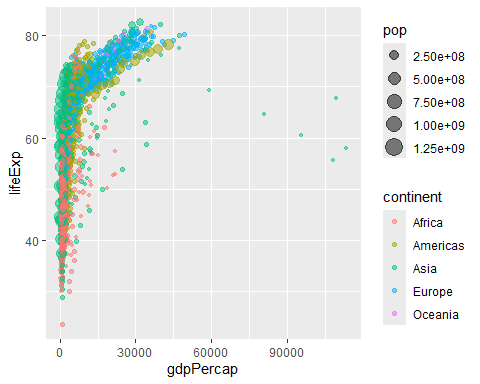 80
60
40
lifeExp
0
30000
60000
90000
gdpPercap
pop
2.50e+08
5.00e+08
7.50e+08
1.00e+09
1.25e+09
continent
Africa
Americas
Asia
Europe
Oceania